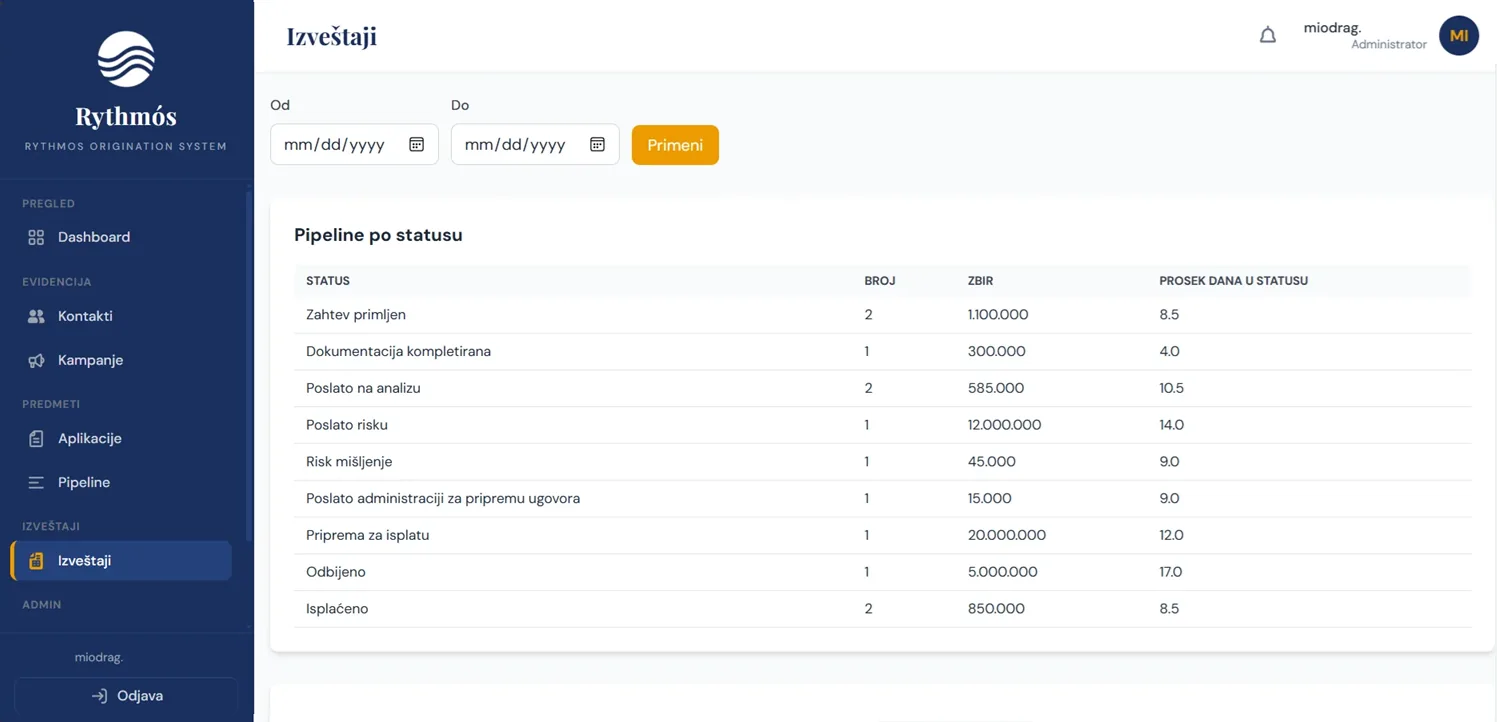 Rythmós
RYTHMOS ORIGINATION SYSTEM
PREGLED
Dashboard
EVIDENCIJA
Kontakti
Kampanje
PREDMETI
Aplikacije
Pipeline
IZVEŠTAJI
Izveštaji
ADMIN
miodrag.
Odjava
Izveštaji
miodrag.
Administrator
MI
Od Do
mm/dd/yyyy mm/dd/yyyy Primeni
Pipeline po statusu
STATUS BROJ ZBIR PROSEK DANA U STATUSU
Zahtev primljen 2 1.100.000 8.5
Dokumentacija kompletirana 1 300.000 4.0
Poslato na analizu 2 585.000 10.5
Poslato risku 1 12.000.000 14.0
Risk mišljenje 1 45.000 9.0
Poslato administraciji za pripremu ugovora 1 15.000 9.0
Priprema za isplatu 1 20.000.000 12.0
Odbijeno 1 5.000.000 17.0
Isplaćeno 2 850.000 8.5